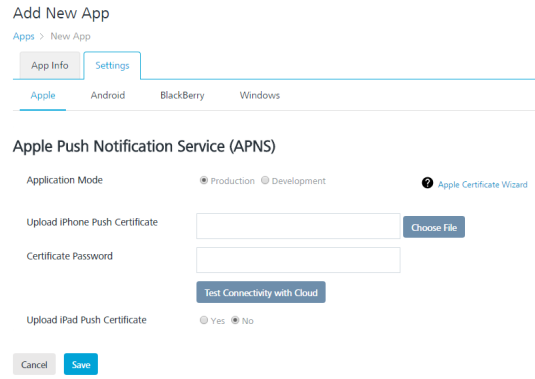 Add New App
Apps > New App
App Info Settings
Apple Android BlackBerry Windows
Apple Push Notification Service (APNS)
Application Mode Production Development ? Apple Certificate Wizard
Upload iPhone Push Certificate Choose File
Certificate Password
Test Connectivity with Cloud
Upload iPad Push Certificate Yes No
Cancel Save